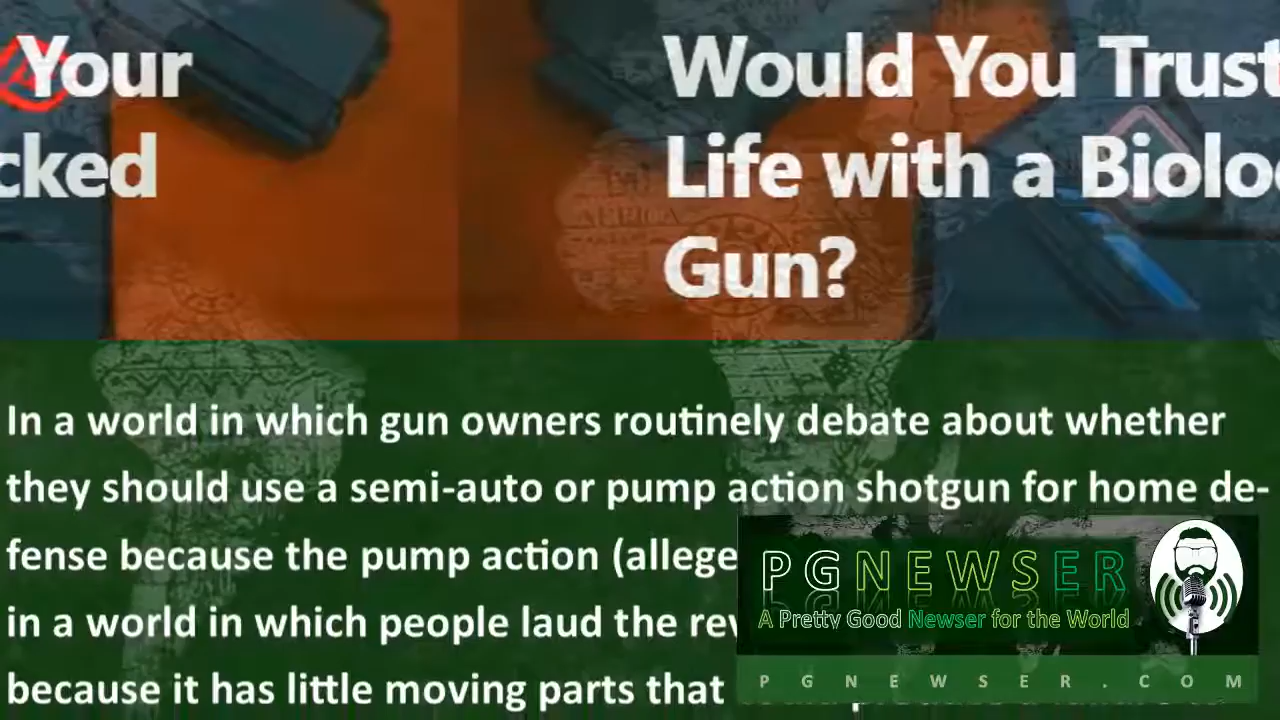 Your
cked
Would You Trust
Life with a Biolo
Gun?
AFRICA
In a world in which gun owners routinely debate about whether
they should use a semi-auto or pump action shotgun for home de-
fense because the pump action (allege
in a world in which people laud the rev
because it has little moving parts that
PGNEWSER
A Pretty Good Newser for the World
PGNEWSER.COM